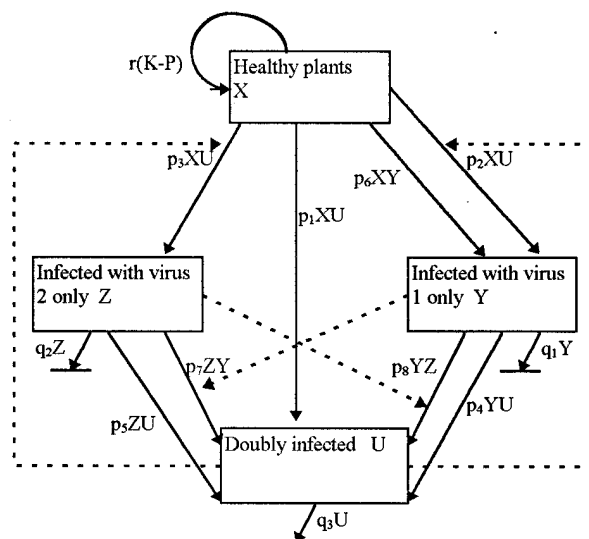 r(K-P)
Healthy plants
X
p₃XU
p₁XU
p₆XY
p₂XU
Infected with virus
2 only Z
Infected with virus
1 only Y
q₂Z
p₇ZY
p₈YZ
q₁Y
p₅ZU
p₄YU
Doubly infected U
q₃U